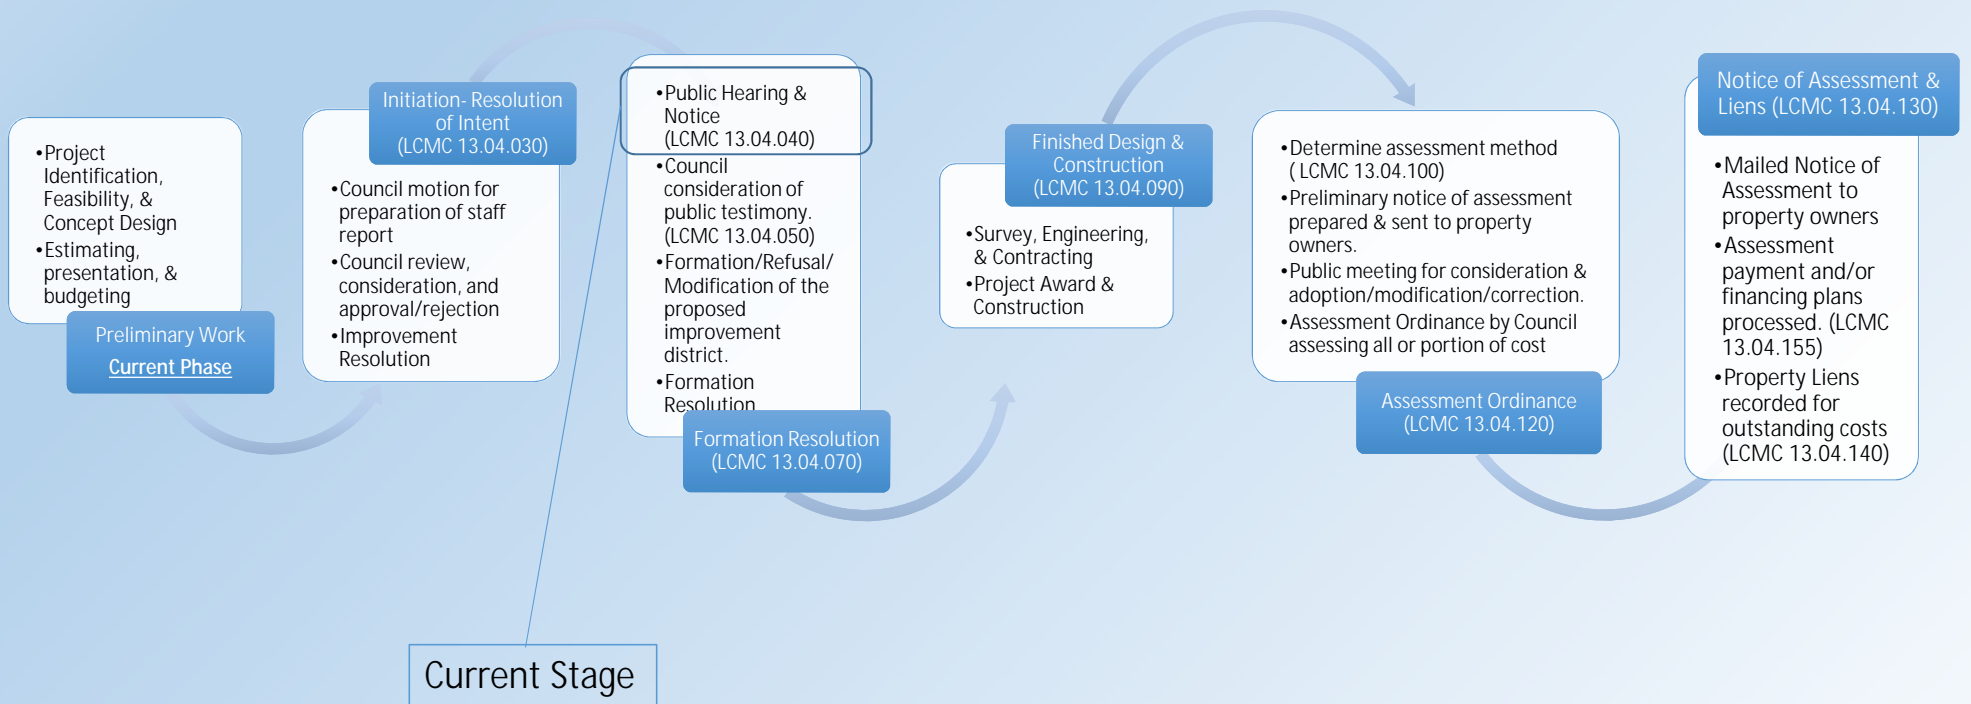 •Project
Identification,
Feasibility, &
Concept Design
•Estimating,
presentation, &
budgeting
Preliminary Work
Current Phase
Initiation- Resolution
of Intent
(LCMC 13.04.030)
•Council motion for
preparation of staff
report
•Council review,
consideration, and
approval/rejection
•Improvement
Resolution
•Public Hearing &
Notice
(LCMC 13.04.040)
•Council
consideration of
public testimony.
(LCMC 13.04.050)
•Formation/Refusal/
Modification of the
proposed
improvement
district.
•Formation
Resolution
Formation Resolution
(LCMC 13.04.070)
Finished Design &
Construction
(LCMC 13.04.090)
•Survey, Engineering,
& Contracting
•Project Award &
Construction
•Determine assessment method
( LCMC 13.04.100)
•Preliminary notice of assessment
prepared & sent to property
owners.
•Public meeting for consideration &
adoption/modification/correction.
•Assessment Ordinance by Council
assessing all or portion of cost
Assessment Ordinance
(LCMC 13.04.120)
Notice of Assessment &
Liens (LCMC 13.04.130)
•Mailed Notice of
Assessment to
property owners
•Assessment
payment and/or
financing plans
processed. (LCMC
13.04.155)
•Property Liens
recorded for
outstanding costs
(LCMC 13.04.140)
Current Stage